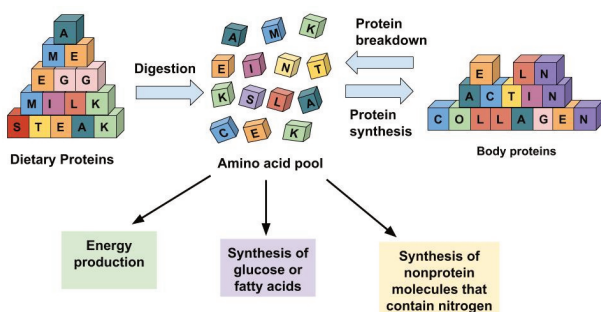 A
M E
E G G
M I L K
S T E A K
Dietary Proteins
Digestion
A M K
E I N T
K S L A
C E K
Amino acid pool
Protein
breakdown
Protein
synthesis
E L N
A C T I N
C O L L A G E N
Body proteins
Energy
production
Synthesis of
glucose or
fatty acids
Synthesis of
nonprotein
molecules that
contain nitrogen